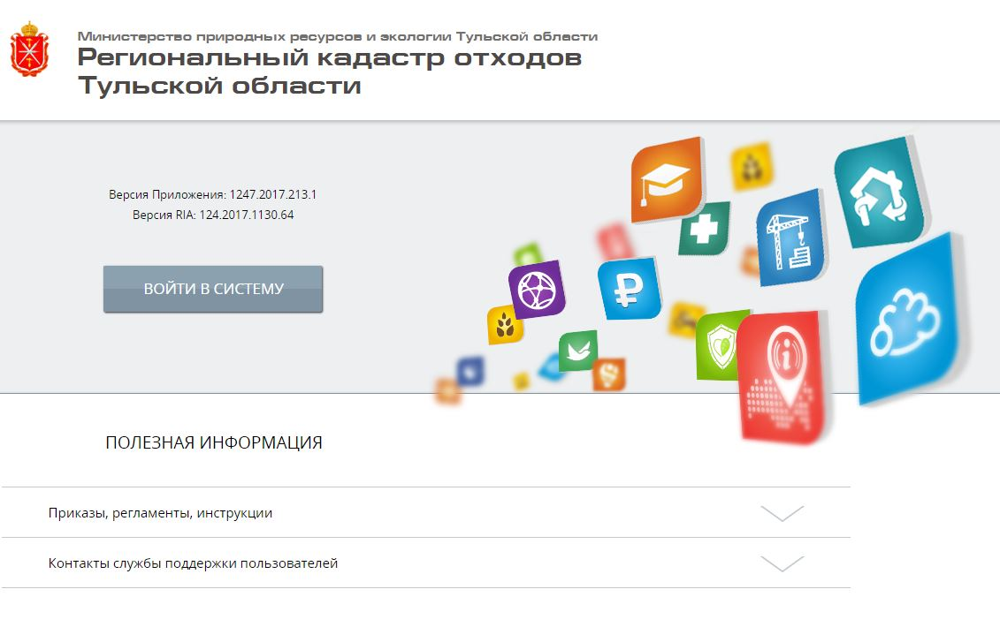 Министерство природных ресурсов и экологии Тульской области
Региональный кадастр отходов
Тульской области
Версия Приложения: 1247.2017.213.1
Версия RIA: 124.2017.1130.64
ВОЙТИ В СИСТЕМУ
ПОЛЕЗНАЯ ИНФОРМАЦИЯ
Приказы, регламенты, инструкции
Контакты службы поддержки пользователей